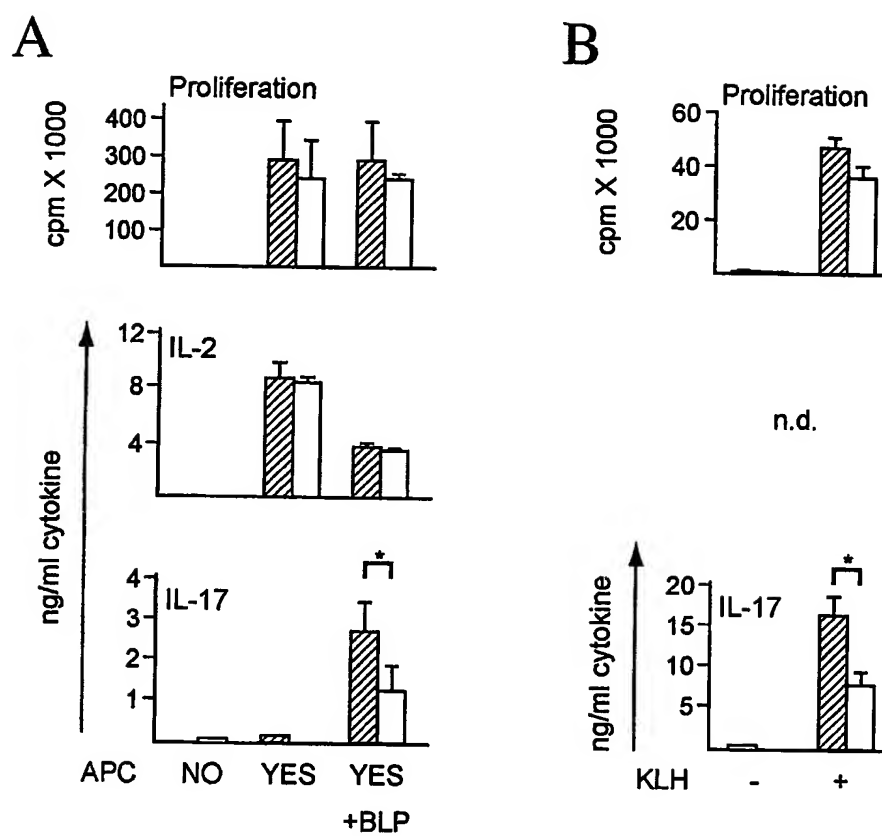 A
Proliferation
cpm X 1000
400
300
200
100
IL-2
12
8
4
ng/ml cytokine
IL-17
4
3
2
1
*
APC NO YES YES
+BLP
B
Proliferation
cpm X 1000
60
40
20
n.d.
ng/ml cytokine
IL-17
20
15
10
5
*
KLH - +